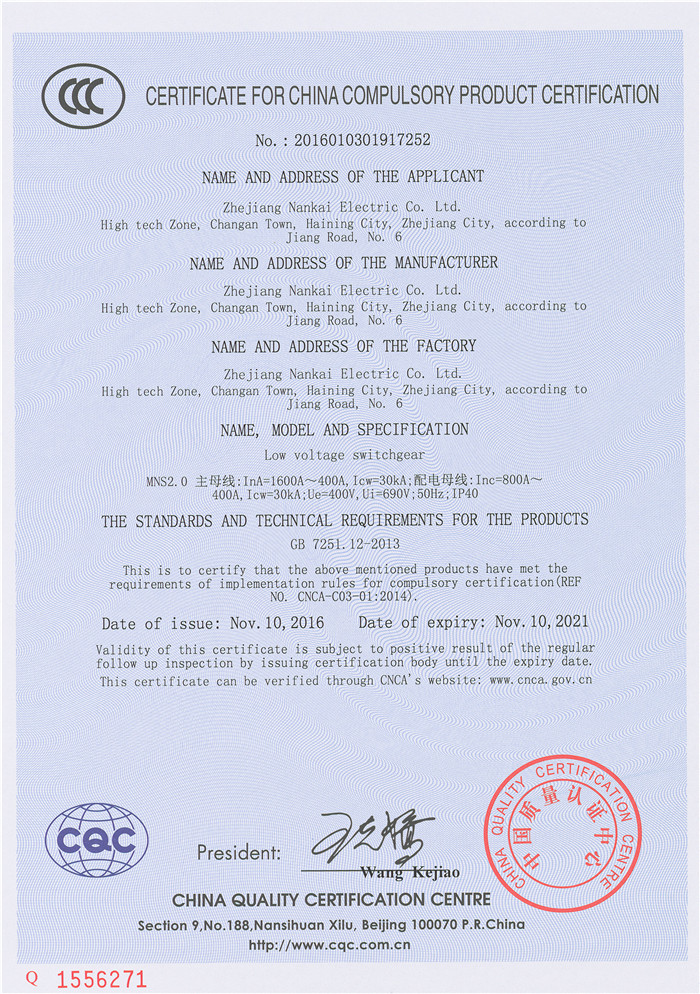 CCC
CERTIFICATE FOR CHINA COMPULSORY PRODUCT CERTIFICATION
No.: 2016010301917252
NAME AND ADDRESS OF THE APPLICANT
Zhejiang Nankai Electric Co. Ltd.
High tech Zone, Changan Town, Haining City, Zhejiang City, according to
Jiang Road, No. 6
NAME AND ADDRESS OF THE MANUFACTURER
Zhejiang Nankai Electric Co. Ltd.
High tech Zone, Changan Town, Haining City, Zhejiang City, according to
Jiang Road, No. 6
NAME AND ADDRESS OF THE FACTORY
Zhejiang Nankai Electric Co. Ltd.
High tech Zone, Changan Town, Haining City, Zhejiang City, according to
Jiang Road, No. 6
NAME, MODEL AND SPECIFICATION
Low voltage switchgear
MNS2.0 主母线:InA=1600A～400A,Icw=30kA;配电母线:Inc=800A～
400A,Icw=30kA;Ue=400V,Ui=690V;50Hz;IP40
THE STANDARDS AND TECHNICAL REQUIREMENTS FOR THE PRODUCTS
GB 7251.12-2013
This is to certify that the above mentioned products have met the
requirements of implementation rules for compulsory certification(REF
NO. CNCA-C03-01:2014).
Date of issue: Nov.10,2016 Date of expiry: Nov.10,2021
Validity of this certificate is subject to positive result of the regular
follow up inspection by issuing certification body until the expiry date.
This certificate can be verified through CNCA's website: www.cnca.gov.cn
CHINA QUALITY CERTIFICATION CENTRE
中国质量认证中心
CQC
President:
王克娇
Wang Kejiao
CHINA QUALITY CERTIFICATION CENTRE
Section 9,No.188,Nansihuan Xilu, Beijing 100070 P.R.China
http://www.cqc.com.cn
Q 1556271